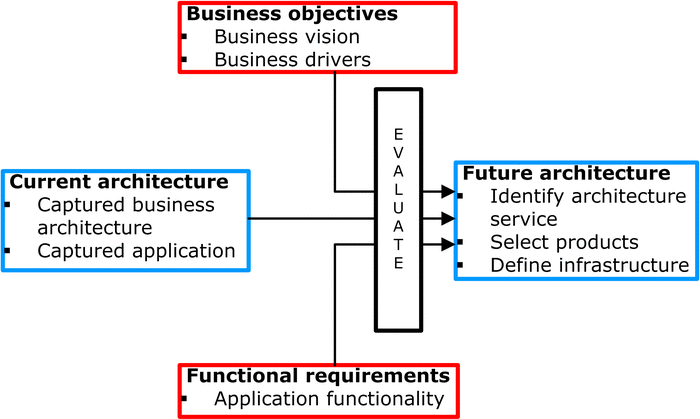 Business objectives
▪ Business vision
▪ Business drivers
EVALUATE
Current architecture
▪ Captured business
architecture
▪ Captured application
Future architecture
▪ Identify architecture
service
▪ Select products
▪ Define infrastructure
Functional requirements
▪ Application functionality